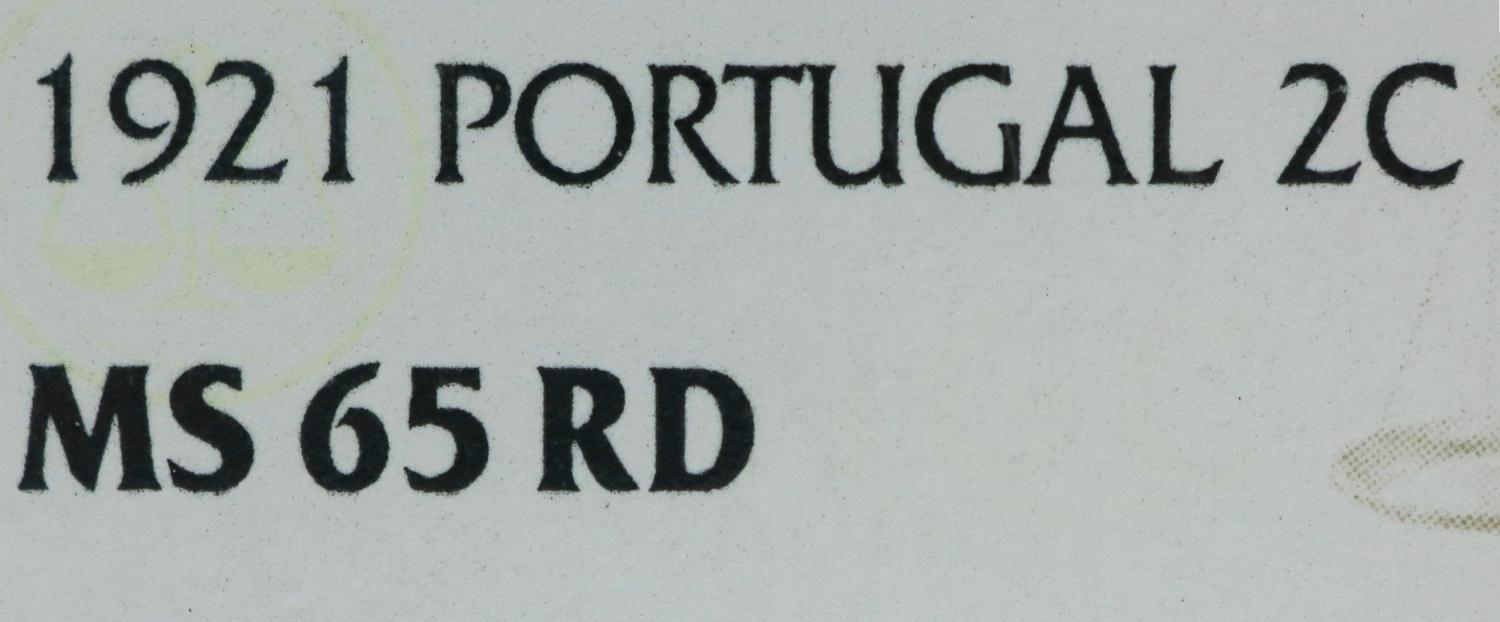 1921 PORTUGAL 2C
MS 65 RD